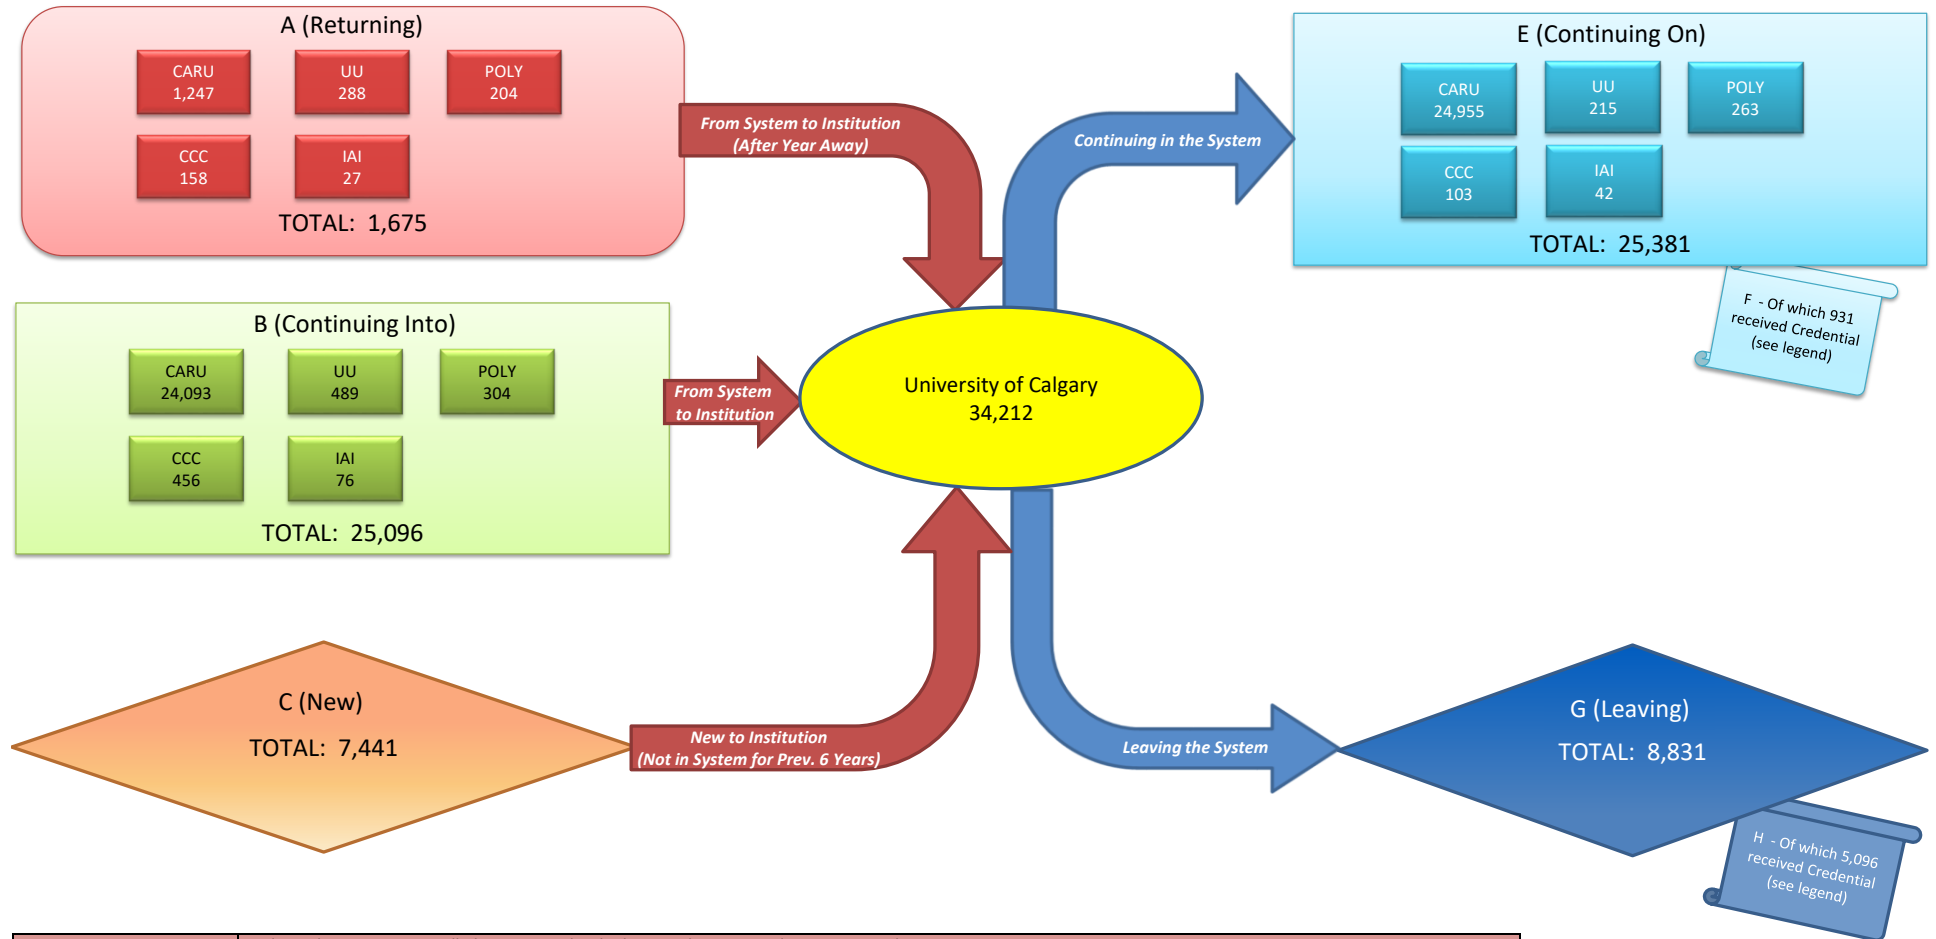 A (Returning)
CARU
1,247
UU
288
POLY
204
CCC
158
IAI
27
TOTAL: 1,675
From System to Institution
(After Year Away)
Continuing in the System
E (Continuing On)
CARU
24,955
UU
215
POLY
263
CCC
103
IAI
42
TOTAL: 25,381
F - Of which 931
received Credential
(see legend)
B (Continuing Into)
CARU
24,093
UU
489
POLY
304
CCC
456
IAI
76
TOTAL: 25,096
From System
to Institution
University of Calgary
34,212
C (New)
TOTAL: 7,441
New to Institution
(Not in System for Prev. 6 Years)
Leaving the System
G (Leaving)
TOTAL: 8,831
H - Of which 5,096
received Credential
(see legend)